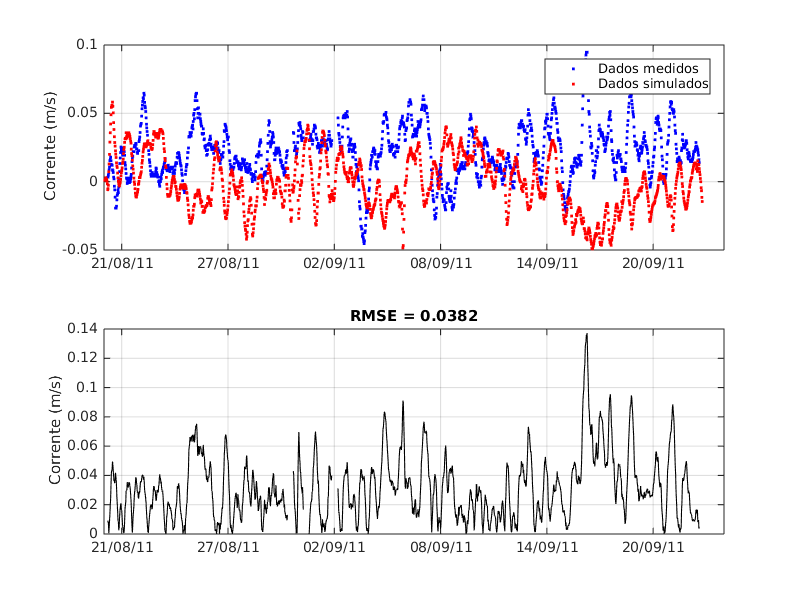 0.1
0.05
0
-0.05
Corrente (m/s)
Dados medidos
Dados simulados
21/08/11 27/08/11 02/09/11 08/09/11 14/09/11 20/09/11
RMSE = 0.0382
0.14
0.12
0.1
0.08
0.06
0.04
0.02
0
Corrente (m/s)
21/08/11 27/08/11 02/09/11 08/09/11 14/09/11 20/09/11